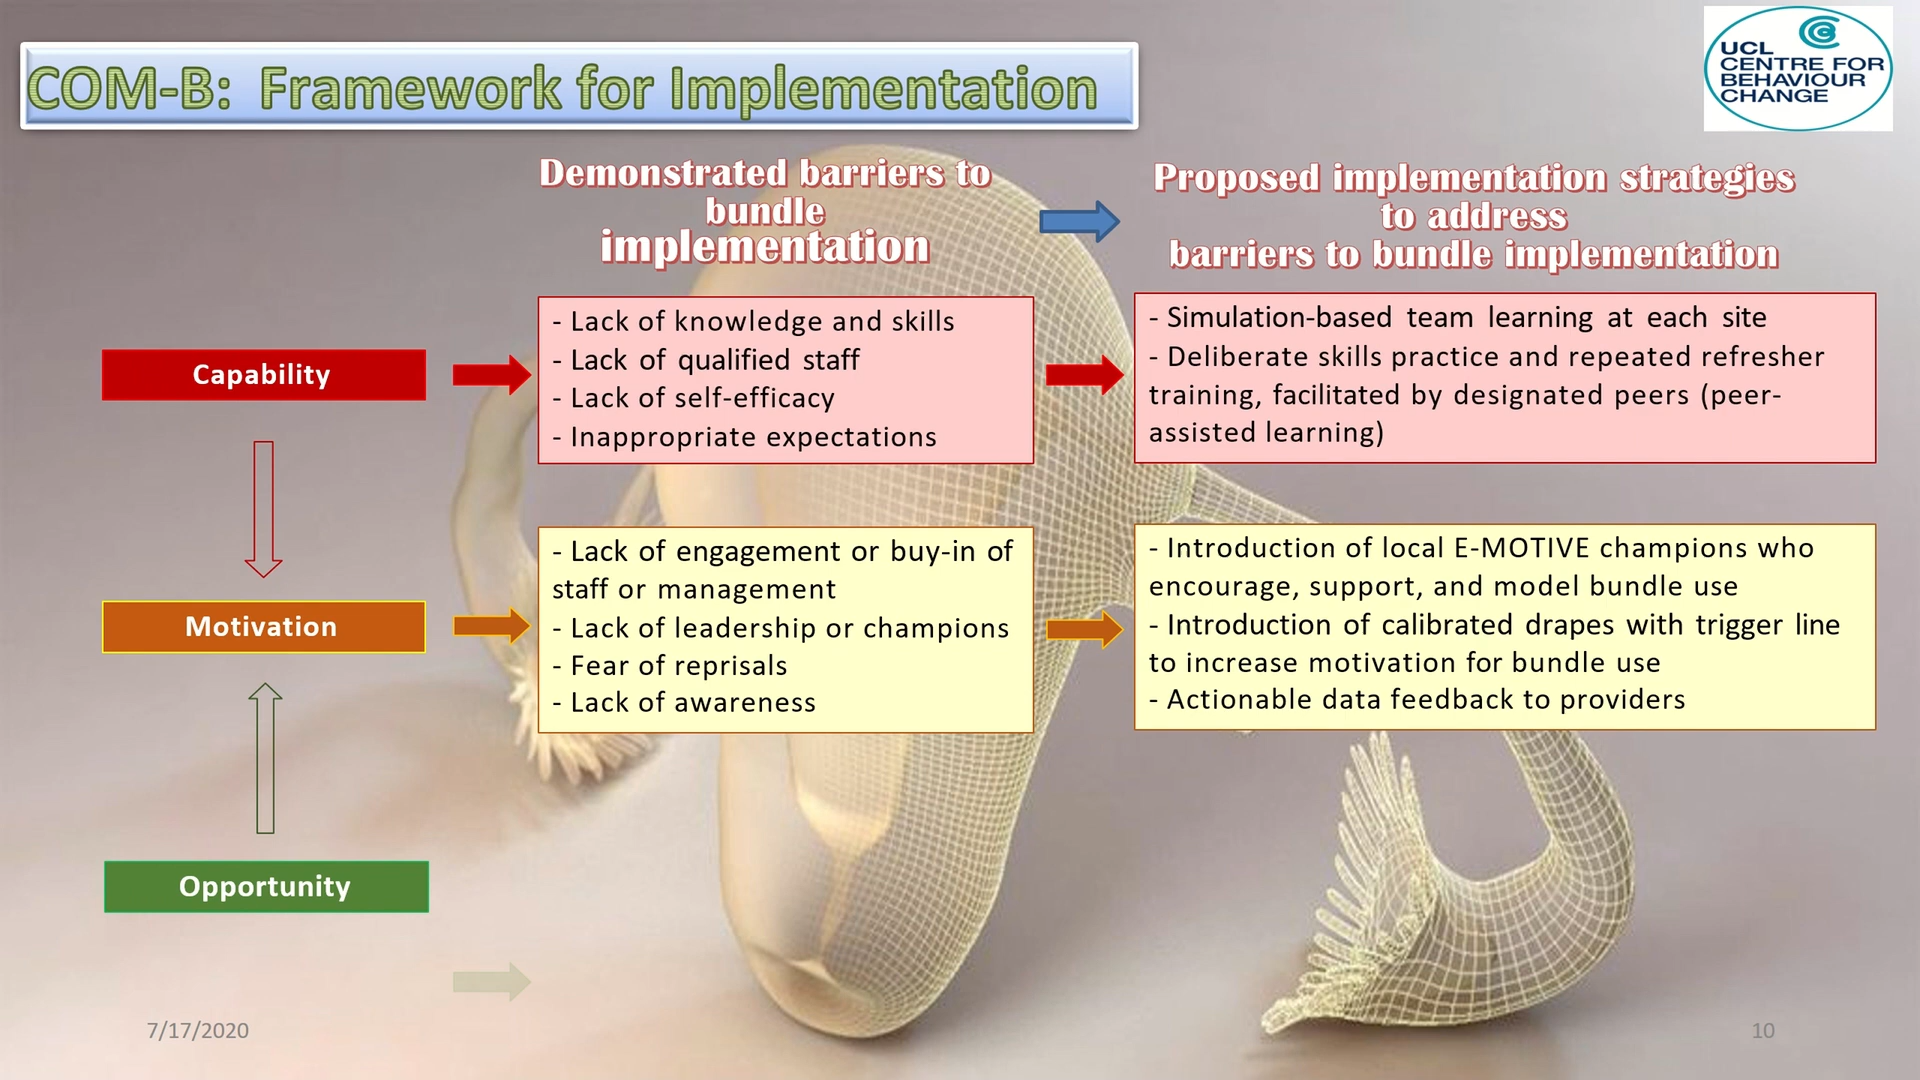 COM-B: Framework for Implementation
UCL
CENTRE FOR
BEHAVIOUR
CHANGE
Demonstrated barriers to
bundle
implementation
Proposed implementation strategies
to address
barriers to bundle implementation
Capability
- Lack of knowledge and skills
- Lack of qualified staff
- Lack of self-efficacy
- Inappropriate expectations
- Simulation-based team learning at each site
- Deliberate skills practice and repeated refresher
training, facilitated by designated peers (peer-
assisted learning)
Motivation
- Lack of engagement or buy-in of
staff or management
- Lack of leadership or champions
- Fear of reprisals
- Lack of awareness
- Introduction of local E-MOTIVE champions who
encourage, support, and model bundle use
- Introduction of calibrated drapes with trigger line
to increase motivation for bundle use
- Actionable data feedback to providers
Opportunity
7/17/2020
10